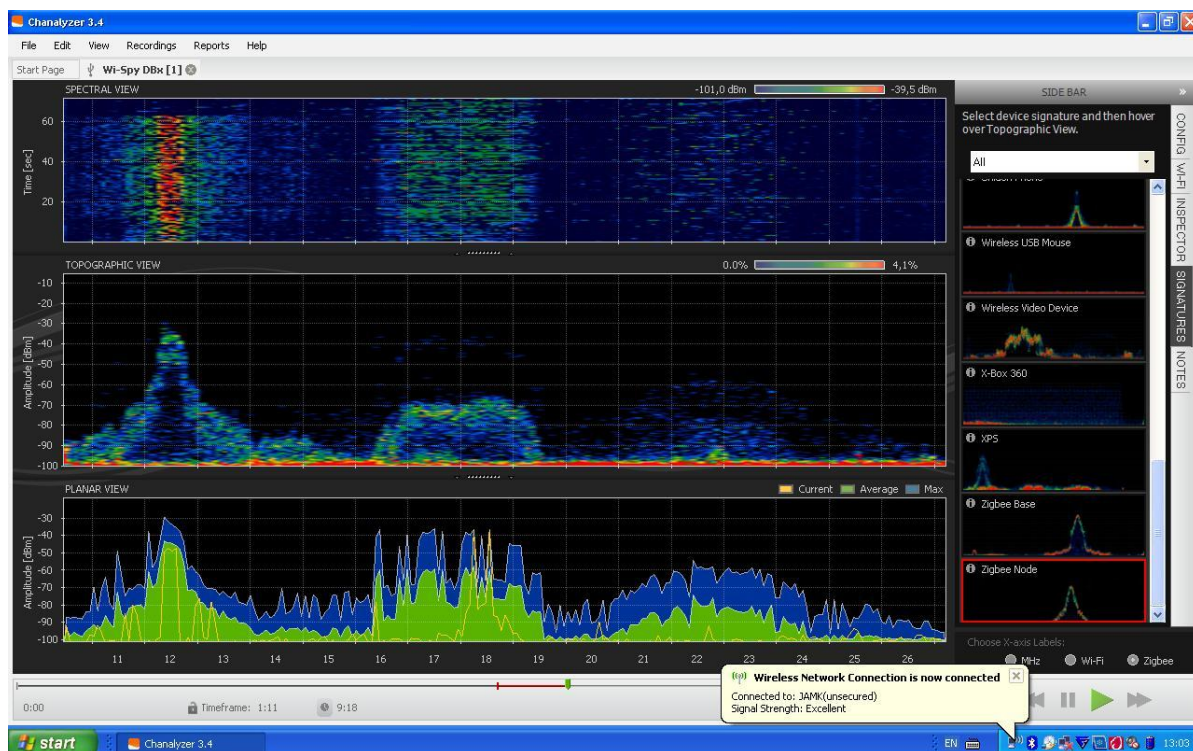 Chanalyzer 3.4
File Edit View Recordings Reports Help
Start Page Wi-Spy DBx [1]
SPECTRAL VIEW -101,0 dBm -39,5 dBm
Time [sec]
60
40
20
TOPOGRAPHIC VIEW 0.0% 4,1%
Amplitude [dBm]
-10
-20
-30
-40
-50
-60
-70
-80
-90
-100
PLANAR VIEW Current Average Max
Amplitude [dBm]
-30
-40
-50
-60
-70
-80
-90
-100
11 12 13 14 15 16 17 18 19 20 21 22 23 24 25 26
0:00 Timeframe: 1:11 9:18
SIDE BAR
Select device signature and then hover
over Topographic View.
All
Wireless USB Mouse
Wireless Video Device
X-Box 360
XPS
Zigbee Base
Zigbee Node
Choose X-axis Labels:
MHz Wi-Fi Zigbee
CONFIG
WI-FI
INSPECTOR
SIGNATURES
NOTES
Wireless Network Connection is now connected
Connected to: JAMK(unsecured)
Signal Strength: Excellent
start Chanalyzer 3.4 EN 13:03